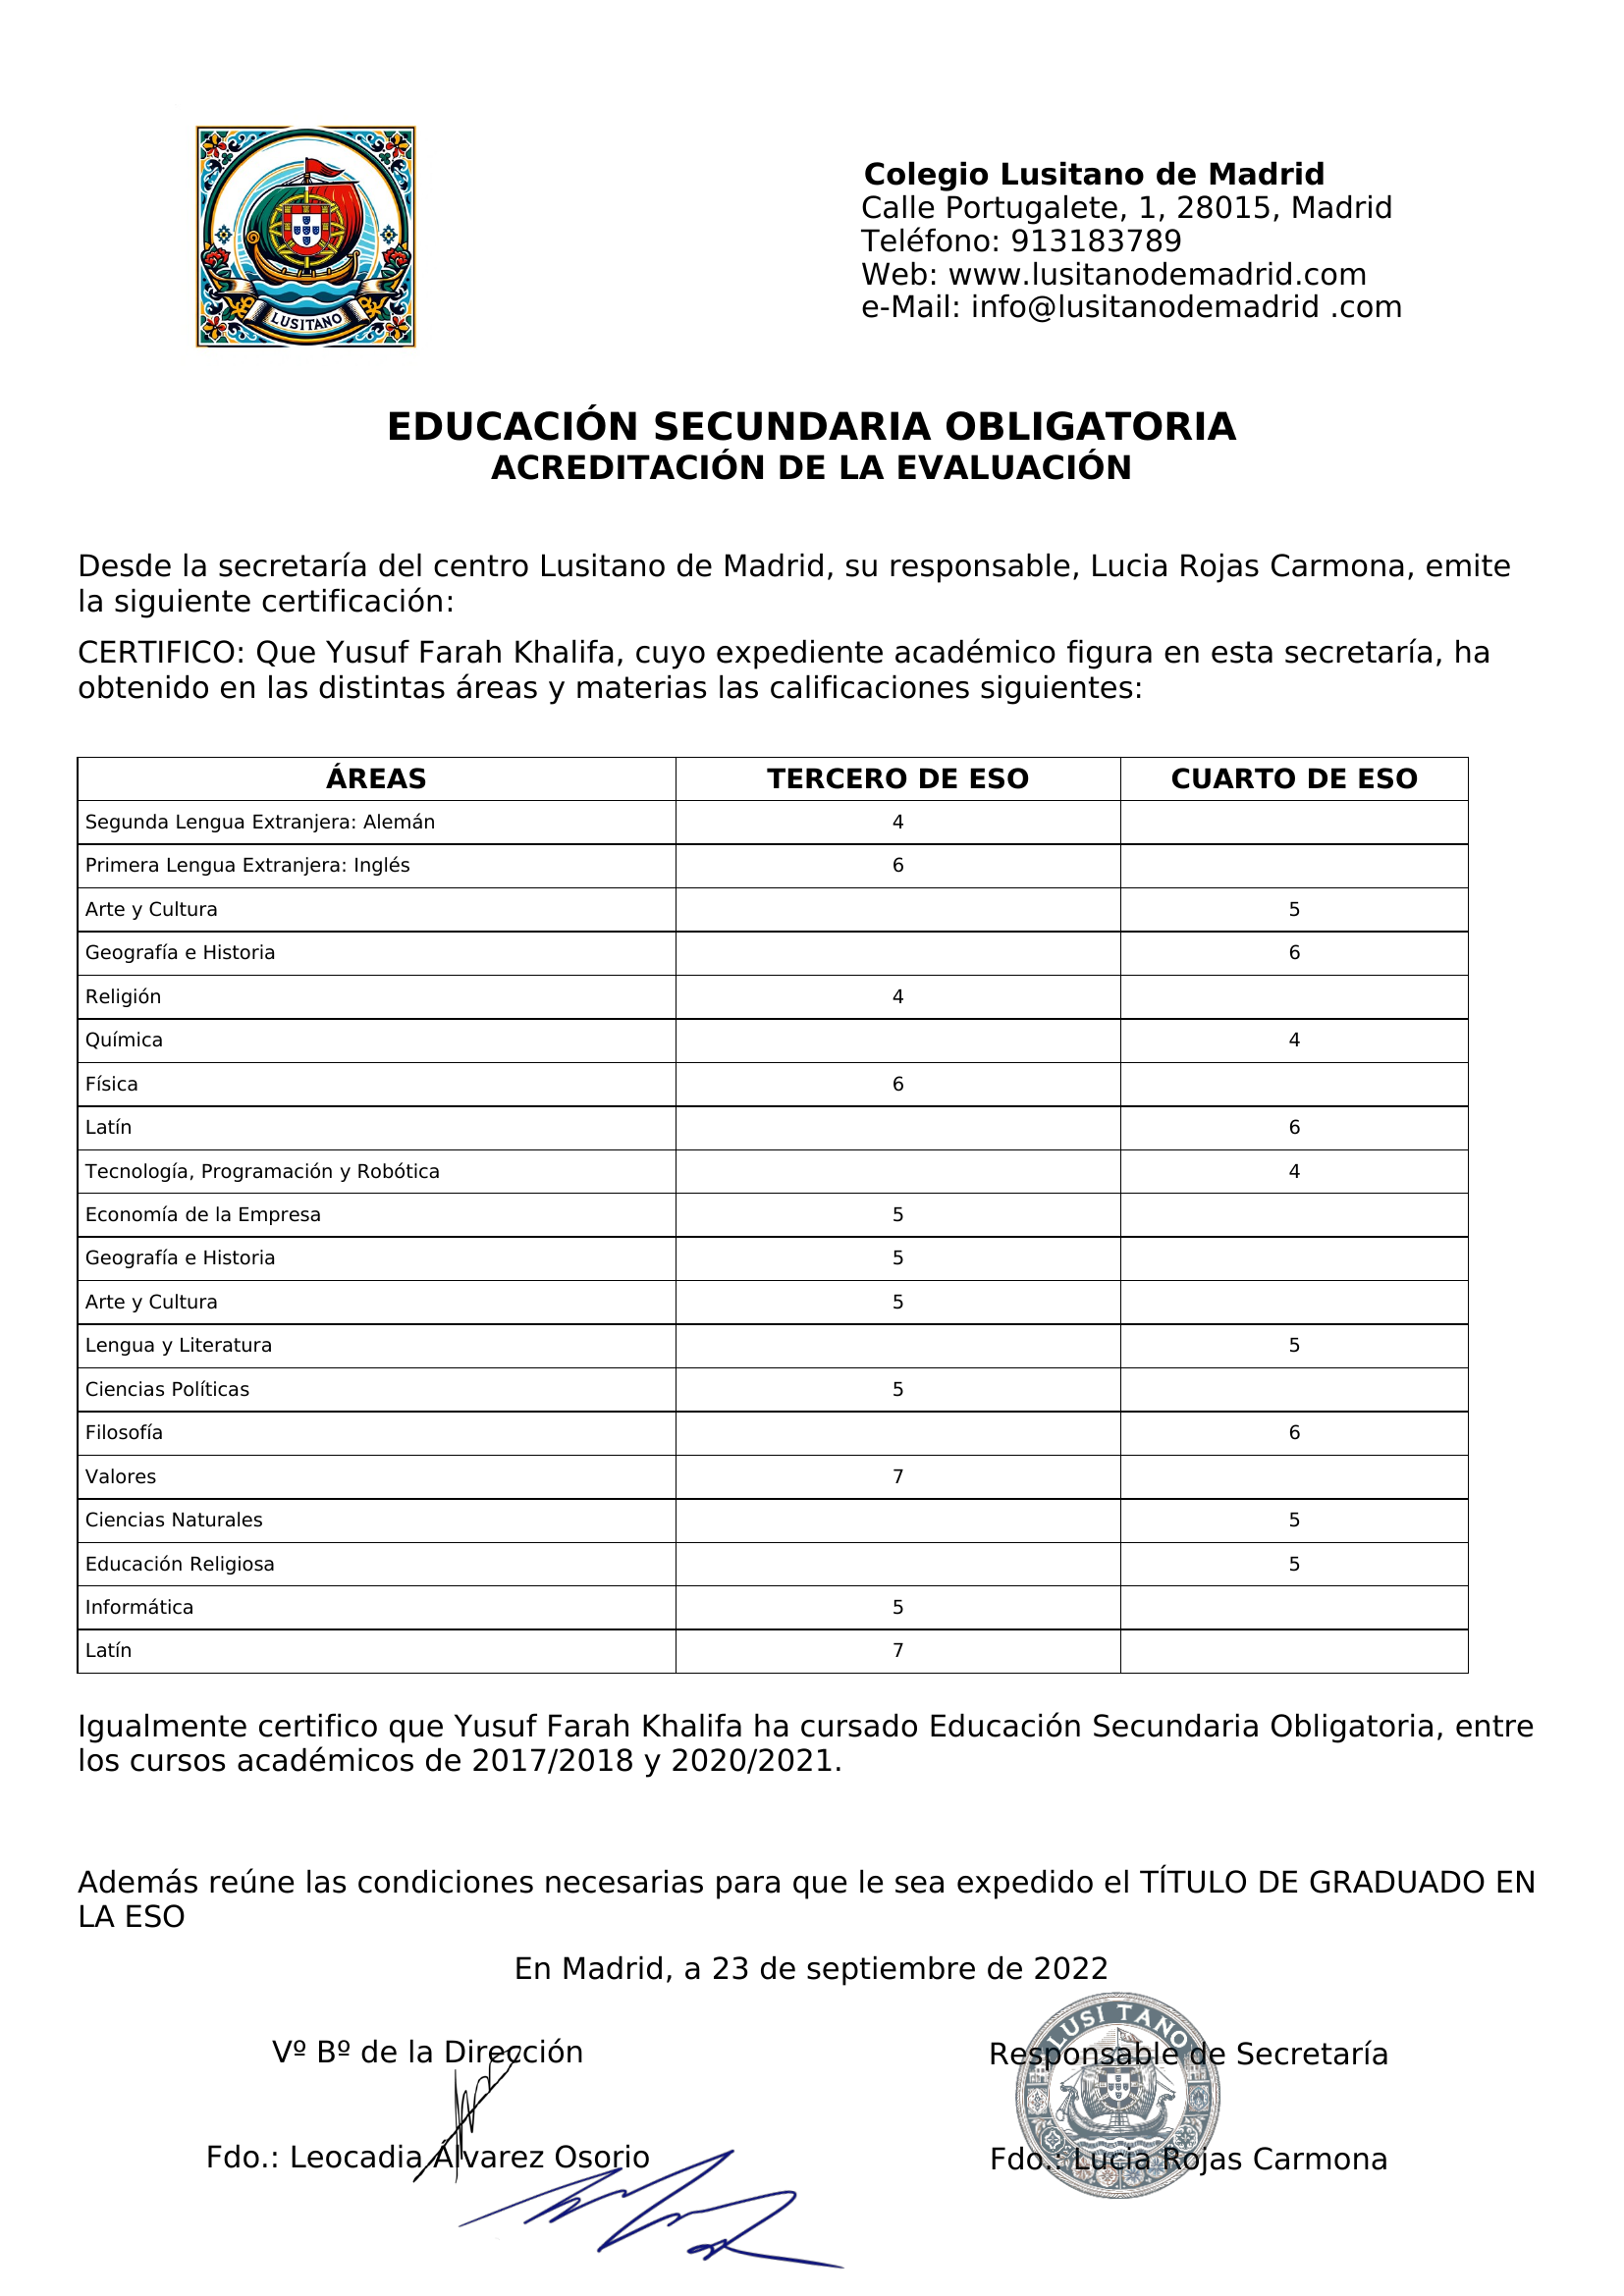 LUSITANO
Colegio Lusitano de Madrid
Calle Portugalete, 1, 28015, Madrid
Teléfono: 913183789
Web: www.lusitanodemadrid.com
e-Mail: info@lusitanodemadrid .com
EDUCACIÓN SECUNDARIA OBLIGATORIA
ACREDITACIÓN DE LA EVALUACIÓN
Desde la secretaría del centro Lusitano de Madrid, su responsable, Lucia Rojas Carmona, emite
la siguiente certificación:
CERTIFICO: Que Yusuf Farah Khalifa, cuyo expediente académico figura en esta secretaría, ha
obtenido en las distintas áreas y materias las calificaciones siguientes:
ÁREAS TERCERO DE ESO CUARTO DE ESO
Segunda Lengua Extranjera: Alemán 4
Primera Lengua Extranjera: Inglés 6
Arte y Cultura 5
Geografía e Historia 6
Religión 4
Química 4
Física 6
Latín 6
Tecnología, Programación y Robótica 4
Economía de la Empresa 5
Geografía e Historia 5
Arte y Cultura 5
Lengua y Literatura 5
Ciencias Políticas 5
Filosofía 6
Valores 7
Ciencias Naturales 5
Educación Religiosa 5
Informática 5
Latín 7
Igualmente certifico que Yusuf Farah Khalifa ha cursado Educación Secundaria Obligatoria, entre
los cursos académicos de 2017/2018 y 2020/2021.
Además reúne las condiciones necesarias para que le sea expedido el TÍTULO DE GRADUADO EN
LA ESO
En Madrid, a 23 de septiembre de 2022
LUSI TANO
Vº Bº de la Dirección Responsable de Secretaría
Fdo.: Leocadia Álvarez Osorio Fdo.: Lucia Rojas Carmona